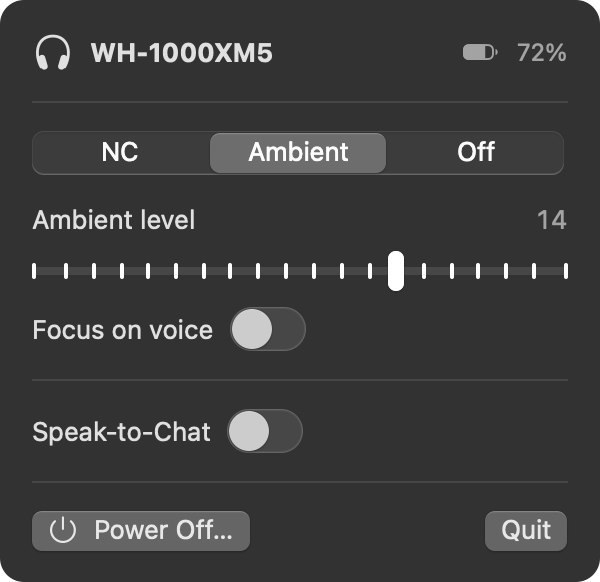 WH-1000XM5 72%
NC Ambient Off
Ambient level 14
Focus on voice
Speak-to-Chat
Power Off... Quit